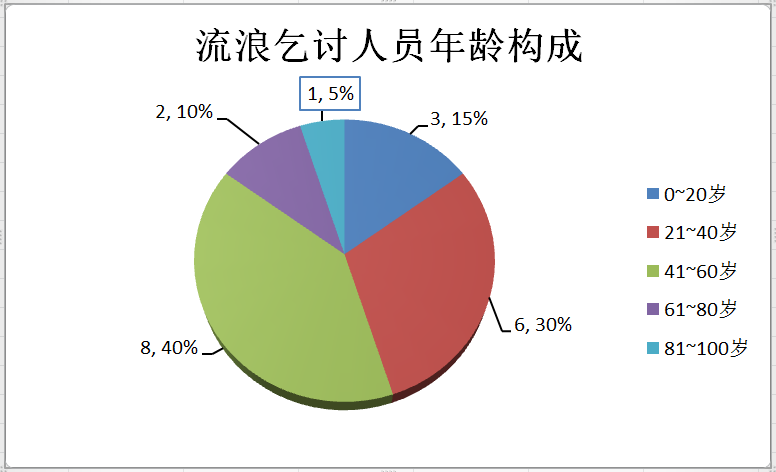 流浪乞讨人员年龄构成
1, 5%
2, 10%
3, 15%
0~20岁
21~40岁
41~60岁
61~80岁
6, 30%
8, 40%
81~100岁